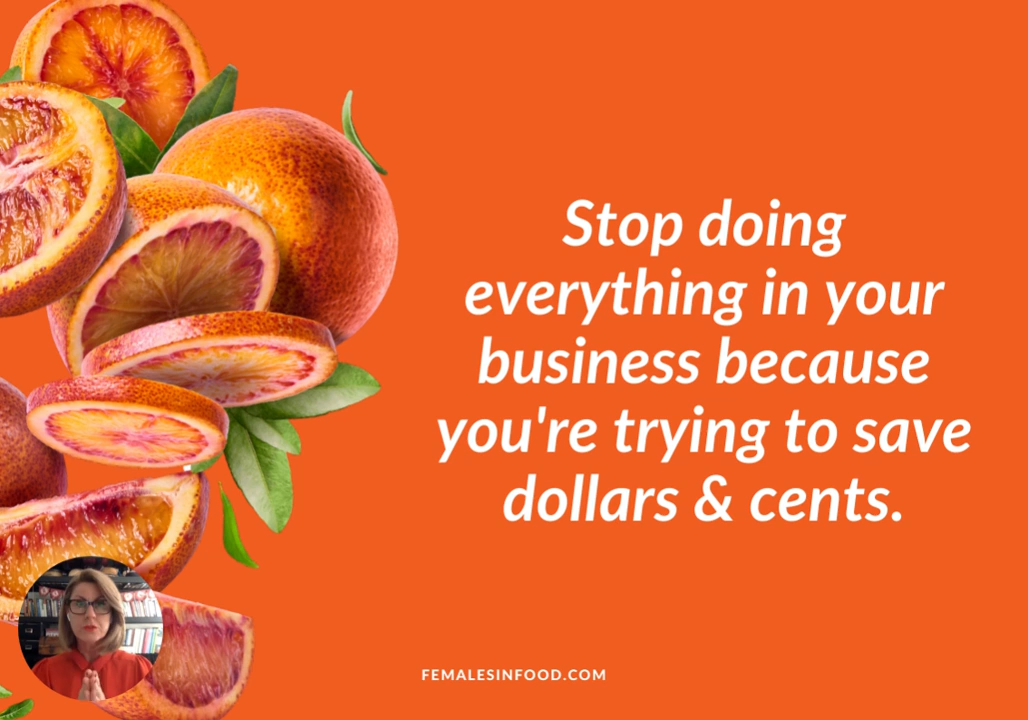 Stop doing
everything in your
business because
you're trying to save
dollars & cents.
FEMALESINFOOD.COM